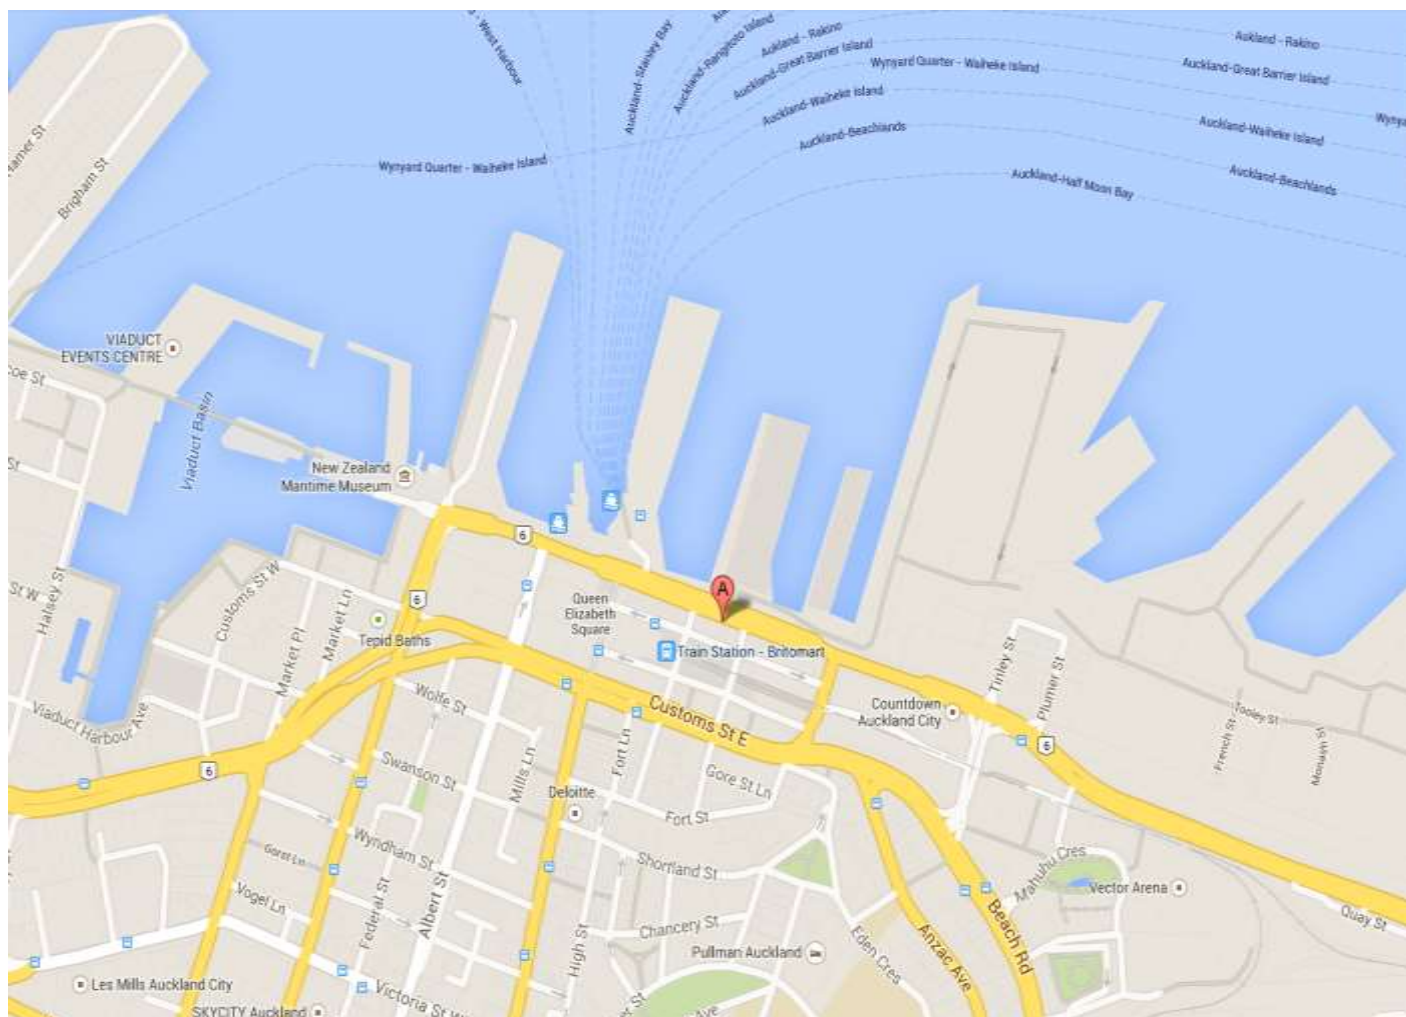 West Harbour
Auckland-Stanley Bay
Auckland-Rangitoto Island
Auckland - Rakino
Auckland - Rakino
Auckland-Great Barrier Island
Wynyard Quarter - Waiheke Island
Auckland-Great Barrier Island
Auckland-Waiheke Island
Auckland-Waiheke Island
Auckland-Beachlands
Wynyard Quarter - Waiheke Island
Auckland-Beachlands
Auckland-Half Moon Bay
Hamer St
Brigham St
VIADUCT
EVENTS CENTRE
Viaduct Basin
New Zealand
Maritime Museum
6
A
Customs St W
Market Ln
Market Pl
Halsey St
St W
St
6
Tepid Baths
Queen
Elizabeth
Square
Train Station - Britomart
Tinley St
Plumer St
Countdown
Auckland City
Viaduct Harbour Ave
Wolfe St
Customs St E
French St
Tooley St
Monash St
6
6
Swanson St
Mills Ln
Fort Ln
Gore St Ln
Deloitte
Fort St
Wyndham St
Shortland St
Mahuhu Cres
Vector Arena
Vogel Ln
Federal St
Albert St
High St
Chancery St
Pullman Auckland
Eden Cres
Anzac Ave
Beach Rd
Quay St
Les Mills Auckland City
SKYCITY Auckland
Victoria St W